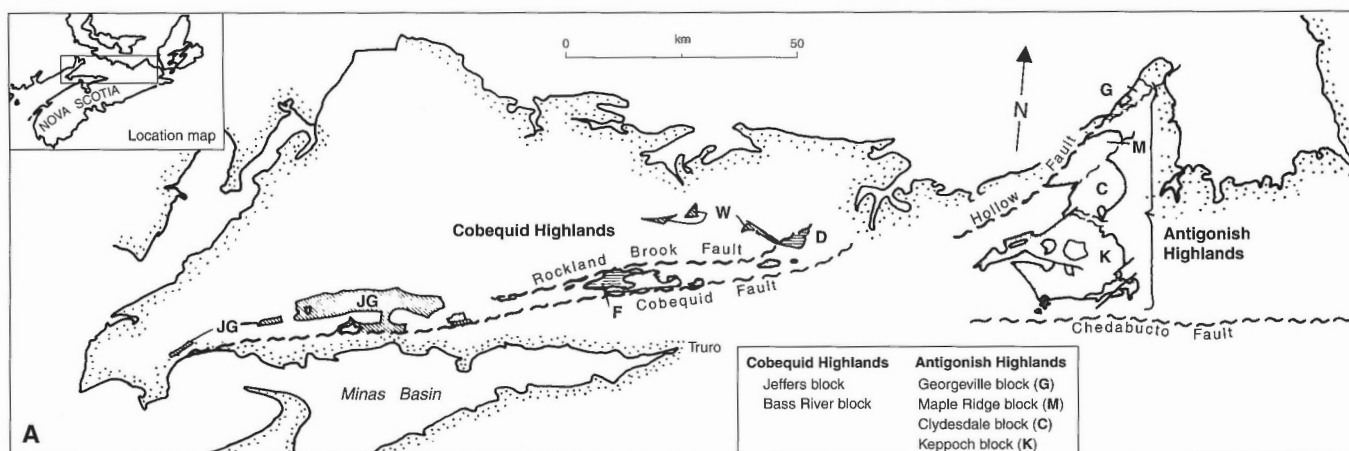 NOVA SCOTIA
Location map
0 km 50
N
G
Fault
M
Hollow
C
W
D
Cobequid Highlands
Antigonish
Highlands
K
Rockland Brook Fault
JG
Cobequid Fault
F
JG
Chedabucto Fault
Truro
Minas Basin
A
Cobequid Highlands
Jeffers block
Bass River block
Antigonish Highlands
Georgeville block (G)
Maple Ridge block (M)
Clydesdale block (C)
Keppoch block (K)